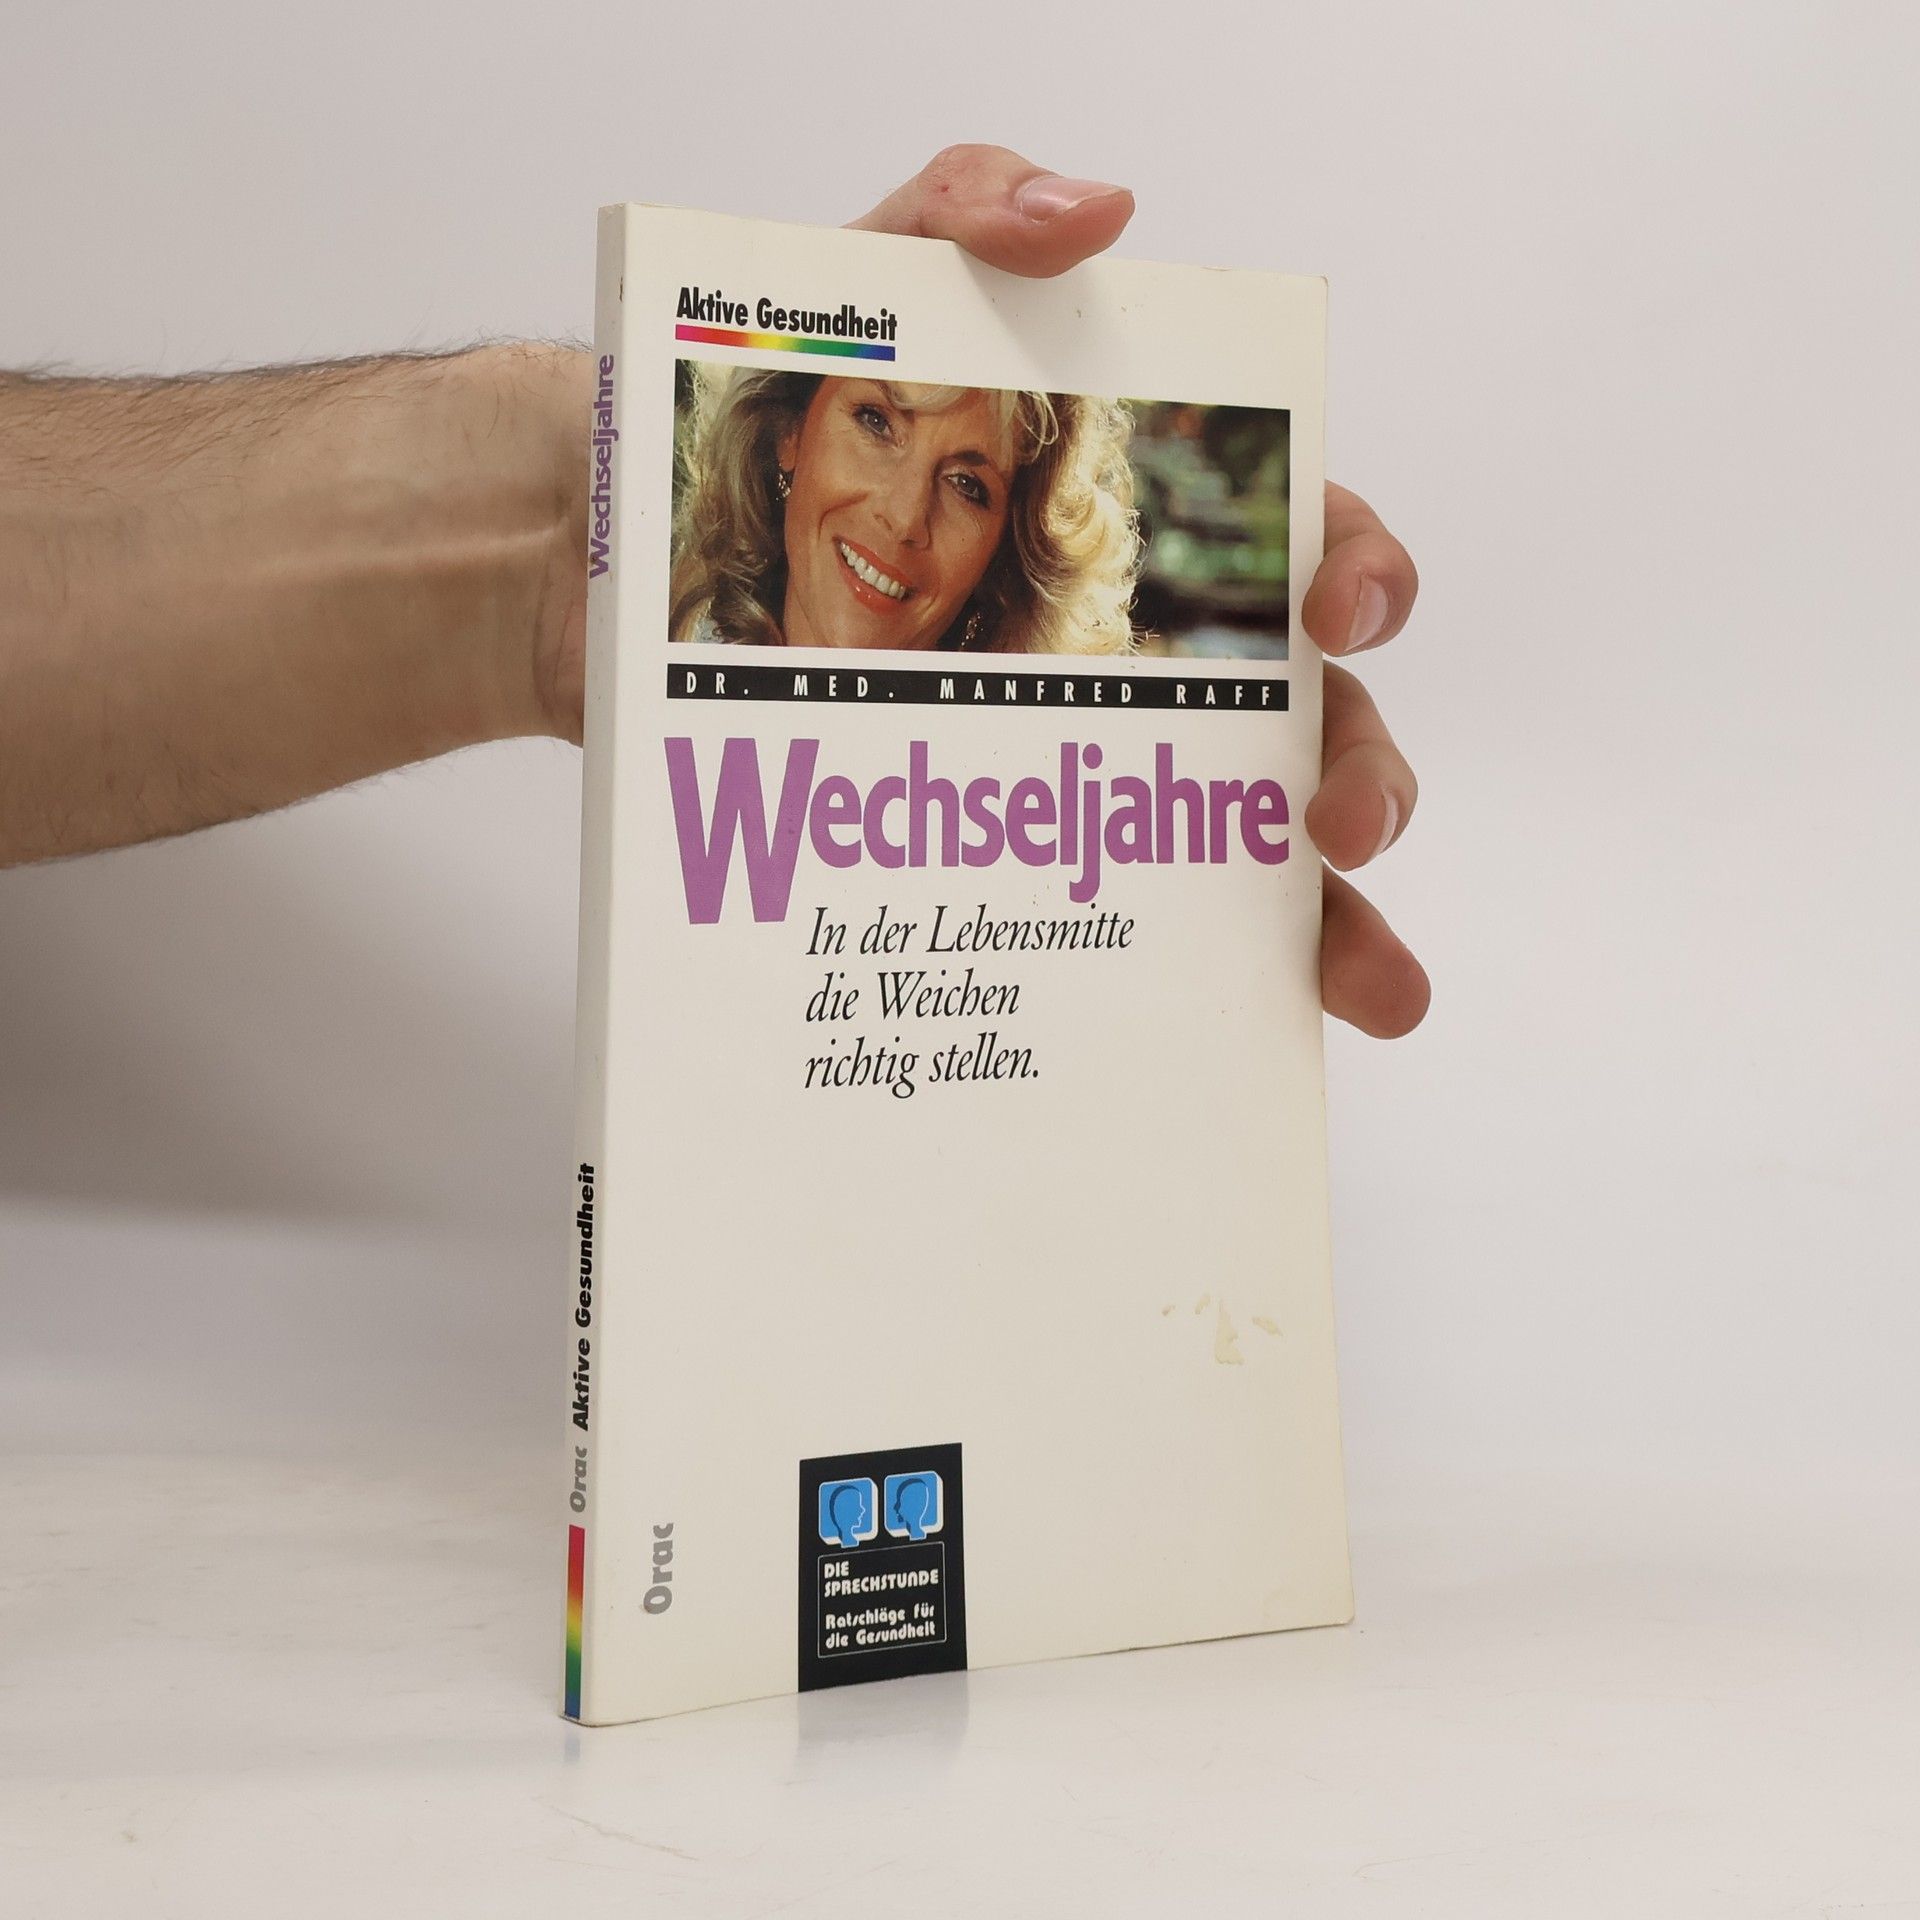 Aktive Gesundheit
DR. MED. MANFRED RAFF
Wechseljahre
In der Lebensmitte
die Weichen
richtig stellen.
Orac
DIE
SPRECHSTUNDE
Ratschläge für
die Gesundheit
Wechseljahre
Orac Aktive Gesundheit